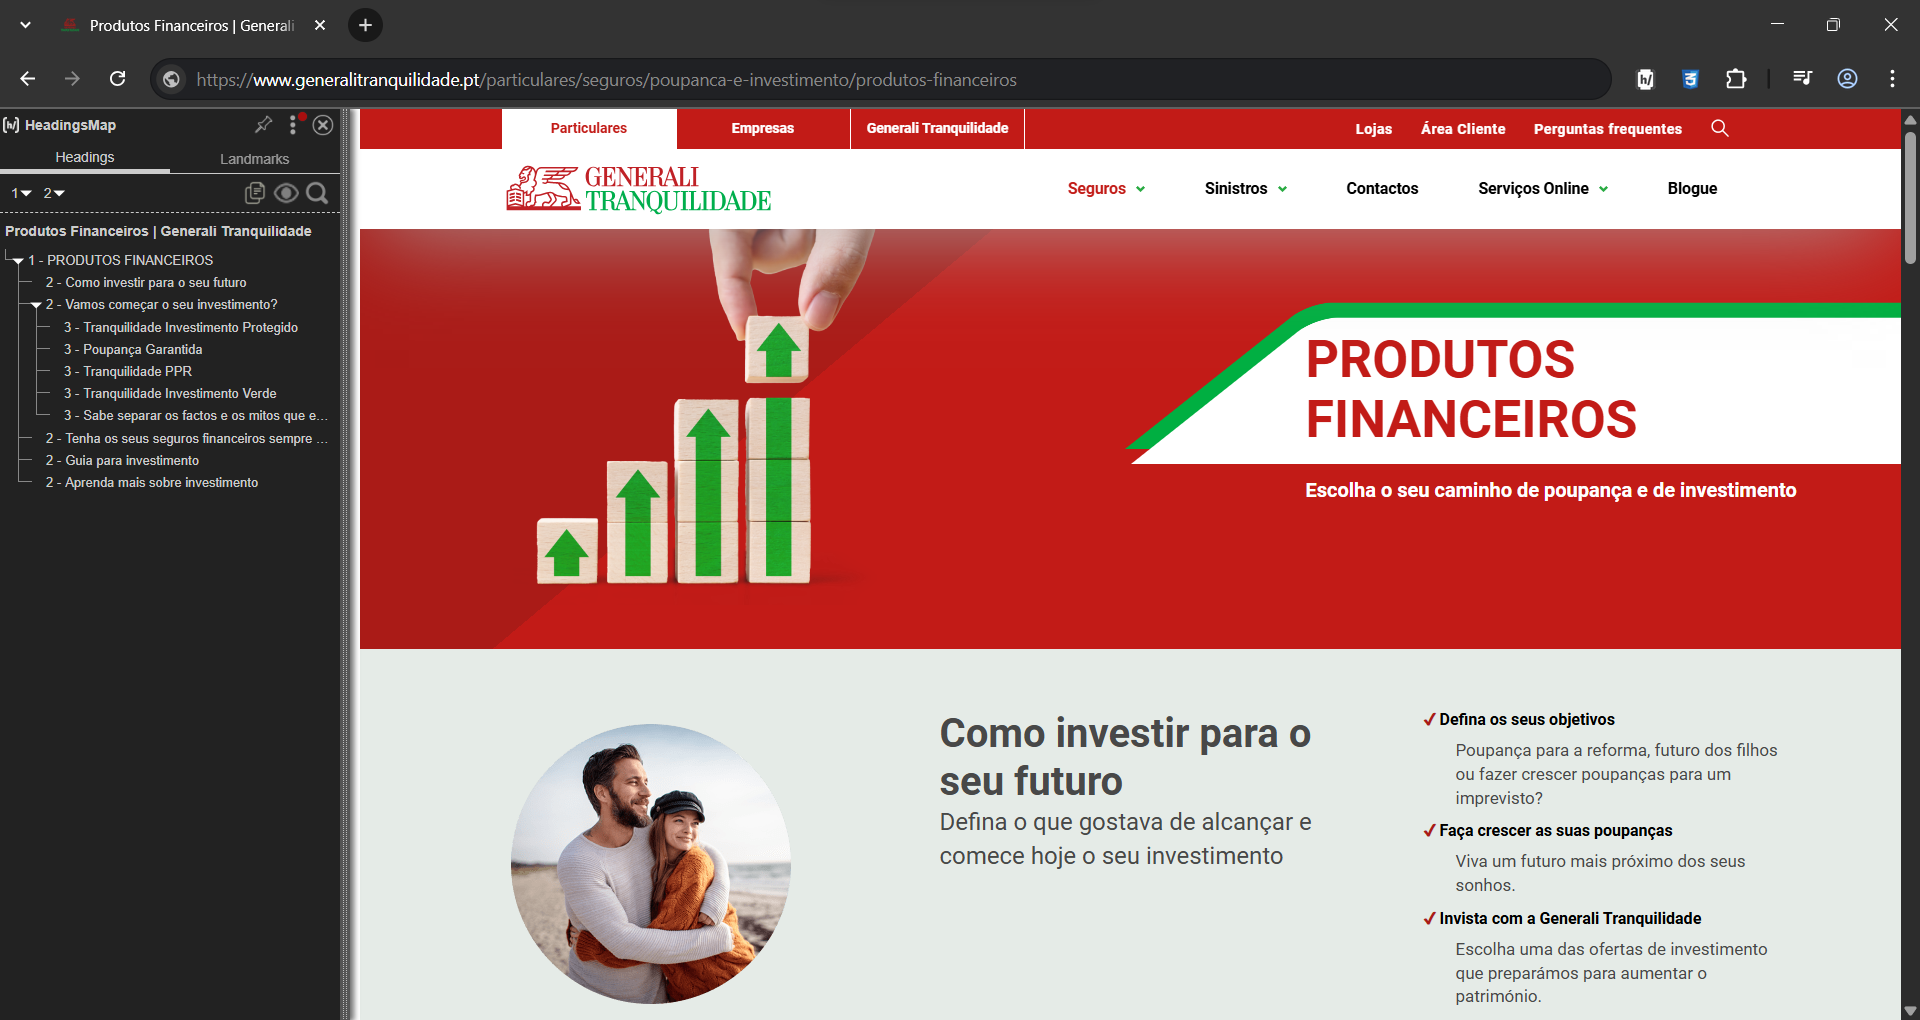 Produtos Financeiros | Generali
https://www.generalitranquilidade.pt/particulares/seguros/poupanca-e-investimento/produtos-financeiros
HeadingsMap
Headings
Landmarks
1 2
Produtos Financeiros | Generali Tranquilidade
1 - PRODUTOS FINANCEIROS
2 - Como investir para o seu futuro
2 - Vamos começar o seu investimento?
3 - Tranquilidade Investimento Protegido
3 - Poupança Garantida
3 - Tranquilidade PPR
3 - Tranquilidade Investimento Verde
3 - Sabe separar os factos e os mitos que e...
2 - Tenha os seus seguros financeiros sempre ...
2 - Guia para investimento
2 - Aprenda mais sobre investimento
Particulares
Empresas
Generali Tranquilidade
Lojas
Área Cliente
Perguntas frequentes
GENERALI
TRANQUILIDADE
Seguros
Sinistros
Contactos
Serviços Online
Blogue
PRODUTOS
FINANCEIROS
Escolha o seu caminho de poupança e de investimento
Como investir para o
seu futuro
Defina o que gostava de alcançar e
comece hoje o seu investimento
Defina os seus objetivos
Poupança para a reforma, futuro dos filhos
ou fazer crescer poupanças para um
imprevisto?
Faça crescer as suas poupanças
Viva um futuro mais próximo dos seus
sonhos.
Invista com a Generali Tranquilidade
Escolha uma das ofertas de investimento
que preparámos para aumentar o
património.